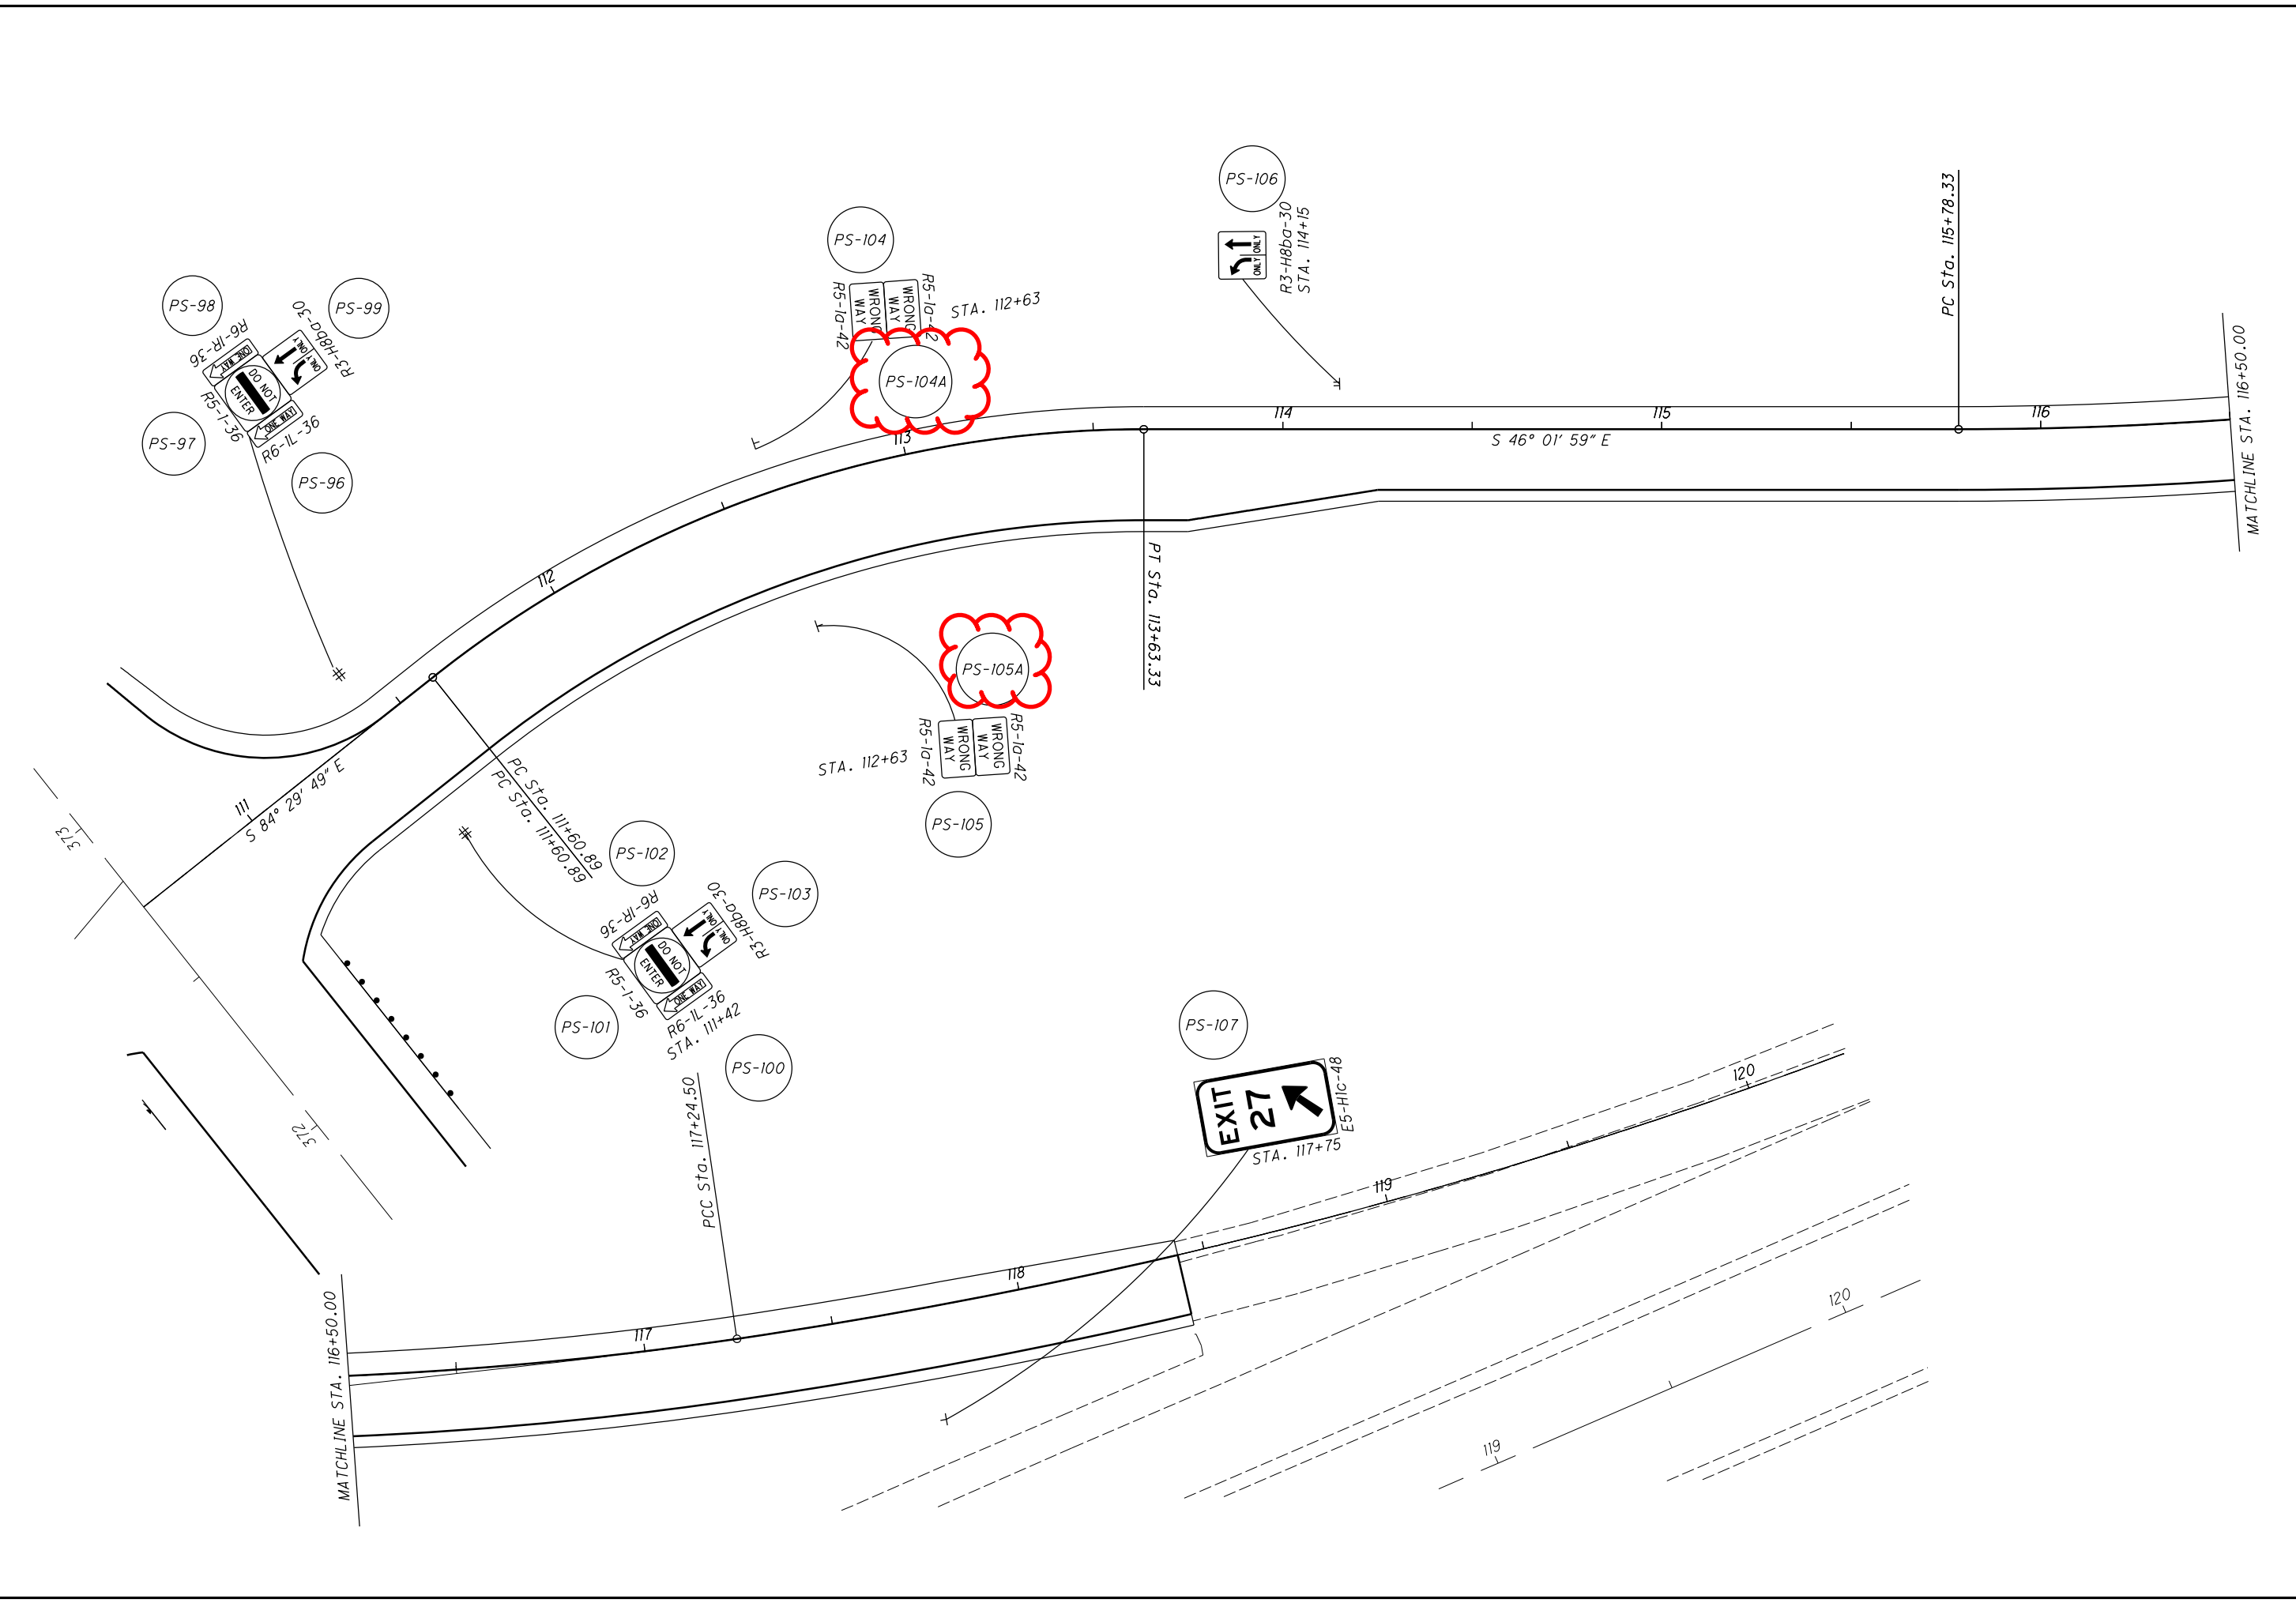 PS-98
PS-99
R6-1R-36
R3-H8ba-30
ONE WAY
ONLY
ONLY
DO NOT
ENTER
ONE WAY
R5-1-36
R6-1L-36
PS-97
PS-96
PS-104
R5-1a-42
WRONG
WAY
WRONG
WAY
R5-1a-42
STA. 112+63
PS-104A
PS-106
ONLY
ONLY
R3-H8ba-30
STA. 114+15
PC Sta. 115+78.33
MATCHLINE STA. 116+50.00
111
112
113
114
115
116
S 46° 01' 59" E
PT Sta. 113+63.33
S 84° 29' 49" E
PC Sta. 111+60.89
PC Sta. 111+60.89
PS-105A
R5-1a-42
WRONG
WAY
WRONG
WAY
R5-1a-42
STA. 112+63
PS-105
373
372
PS-102
PS-103
R6-1R-36
R3-H8ba-30
ONE WAY
ONLY
ONLY
DO NOT
ENTER
ONE WAY
R5-1-36
R6-1L-36
STA. 111+42
PS-101
PS-100
PS-107
EXIT
27
E5-H1c-48
STA. 117+75
PCC Sta. 117+24.50
MATCHLINE STA. 116+50.00
117
118
119
120
119
120